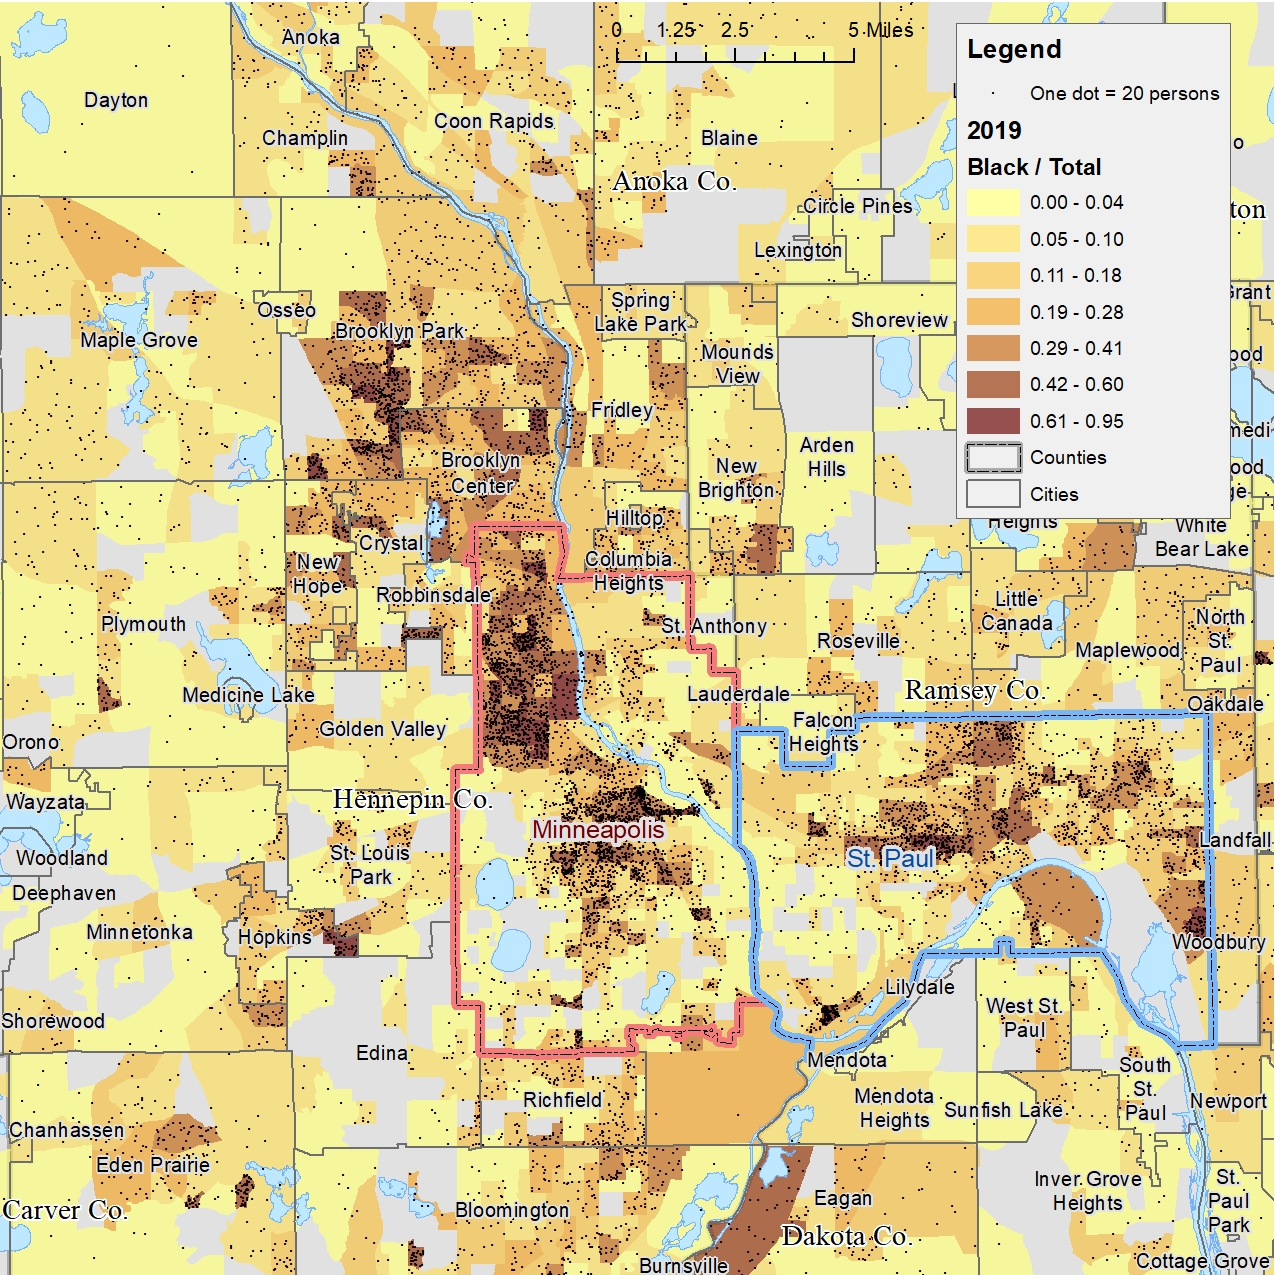 0 1.25 2.5 5 Miles
Anoka
Dayton
Coon Rapids
Champlin
Blaine
Anoka Co.
Circle Pines
Lexington
Legend
One dot = 20 persons
2019
Black / Total
0.00 - 0.04
0.05 - 0.10
0.11 - 0.18
0.19 - 0.28
0.29 - 0.41
0.42 - 0.60
0.61 - 0.95
Counties
Cities
o
ton
Grant
ood
medi
ood
ge-
Osseo
Spring
Lake Park
Shoreview
Maple Grove
Brooklyn Park
Mounds
View
Fridley
Arden
Hills
Brooklyn
Center
New
Brighton
Hilltop
Heights
White
Bear Lake
Crystal
Columbia
Heights
New
Hope
Robbinsdale
Little
Canada
North
St.
Paul
Plymouth
St. Anthony
Roseville
Maplewood
Medicine Lake
Lauderdale
Ramsey Co.
Oakdale
Golden Valley
Falcon
Heights
Orono
Wayzata
Hennepin Co.
Minneapolis
St. Louis
Park
St. Paul
Landfall
Woodland
Deephaven
Minnetonka
Hopkins
Woodbury
Lilydale
West St.
Paul
Shorewood
Edina
Mendota
South
St.
Paul
Richfield
Mendota
Heights
Sunfish Lake
Newport
Chanhassen
Eden Prairie
Inver Grove
Heights
St.
Paul
Park
Carver Co.
Bloomington
Eagan
Dakota Co.
Burnsville
Cottage Grove